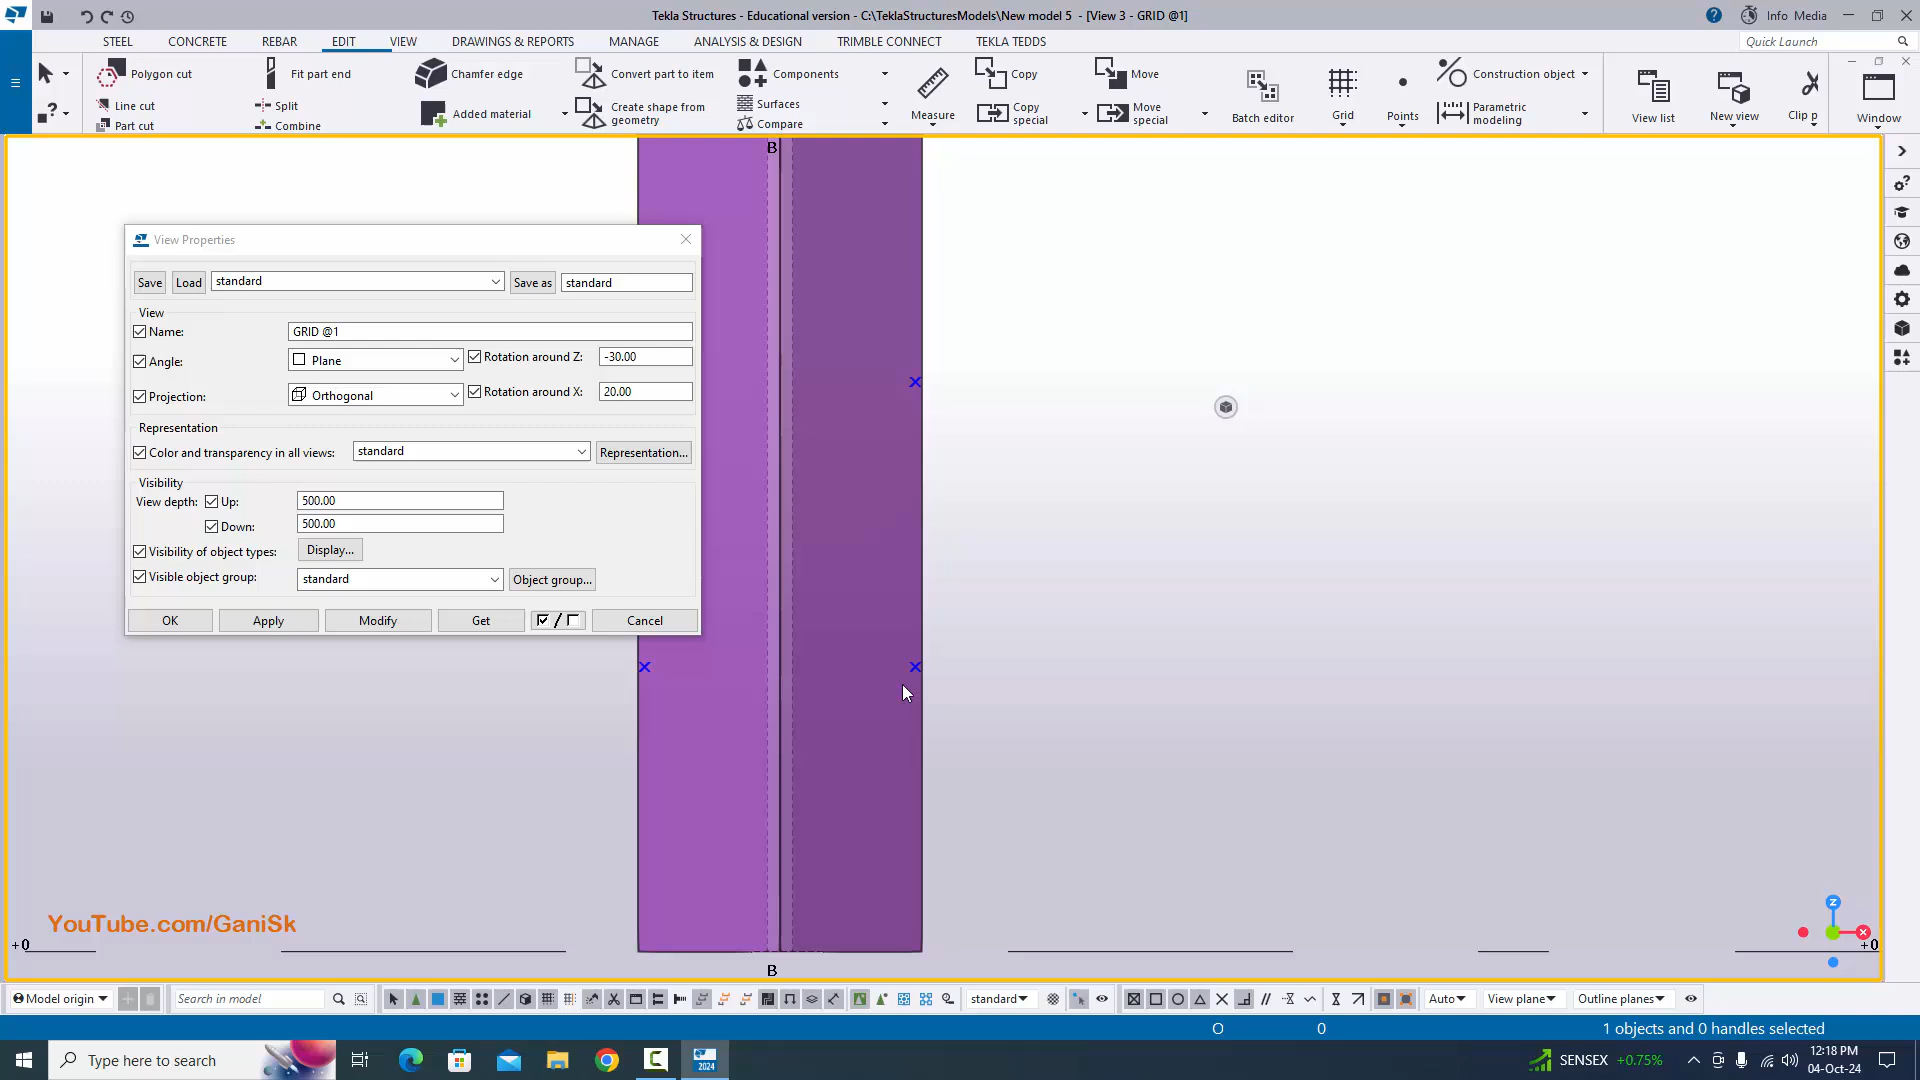 Tekla Structures - Educational version - C:\TeklaStructuresModels\New model 5 - [View 3 - GRID @1]
Info Media
STEEL CONCRETE REBAR EDIT VIEW DRAWINGS & REPORTS MANAGE ANALYSIS & DESIGN TRIMBLE CONNECT TEKLA TEDDS
Quick Launch
Polygon cut
Line cut
Part cut
Fit part end
Split
Combine
Chamfer edge
Added material
Convert part to item
Create shape from
geometry
Components
Surfaces
Compare
Measure
Copy
Copy
special
Move
Move
special
Batch editor
Grid
Points
Construction object
Parametric
modeling
View list
New view
Clip p
Window
B
View Properties
Save Load standard Save as standard
View
Name: GRID @1
Angle: Plane Rotation around Z: -30.00
Projection: Orthogonal Rotation around X: 20.00
Representation
Color and transparency in all views: standard Representation...
Visibility
View depth: Up: 500.00
Down: 500.00
Visibility of object types: Display...
Visible object group: standard Object group...
OK Apply Modify Get / Cancel
YouTube.com/GaniSk
z
x
+0 +0
B
Model origin Search in model standard Auto View plane Outline planes
O 0 1 objects and 0 handles selected
Type here to search
2024
SENSEX +0.75%
12:18 PM
04-Oct-24